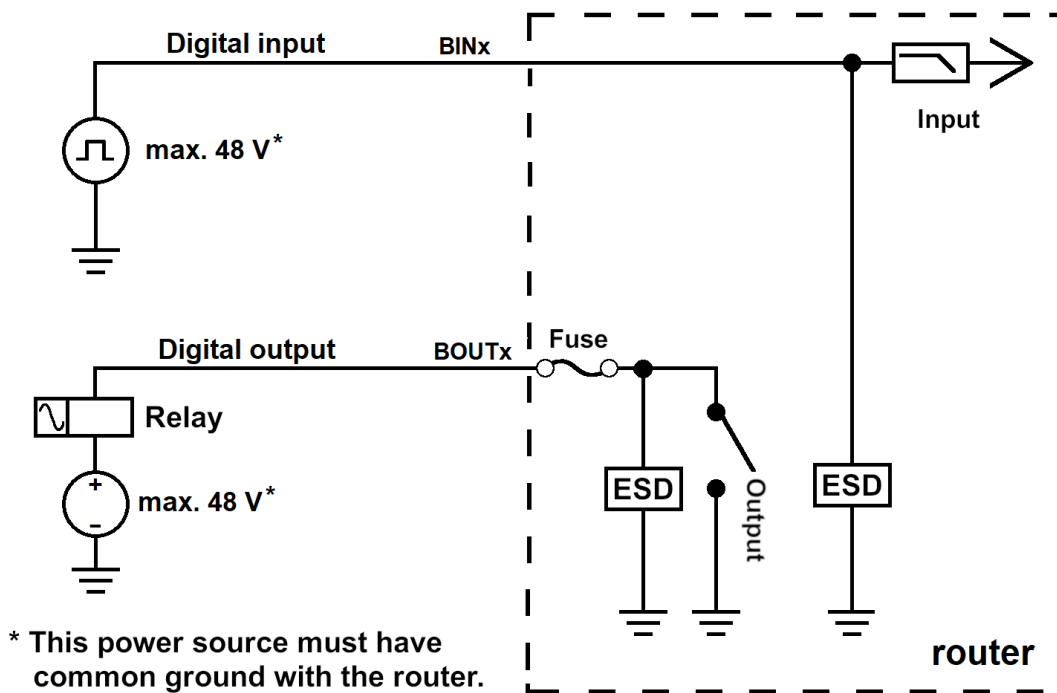 Digital input
BINx
max. 48 V*
Input
Digital output
BOUTx
Fuse
Relay
+
max. 48 V*
−
ESD
Output
ESD
* This power source must have
common ground with the router.
router